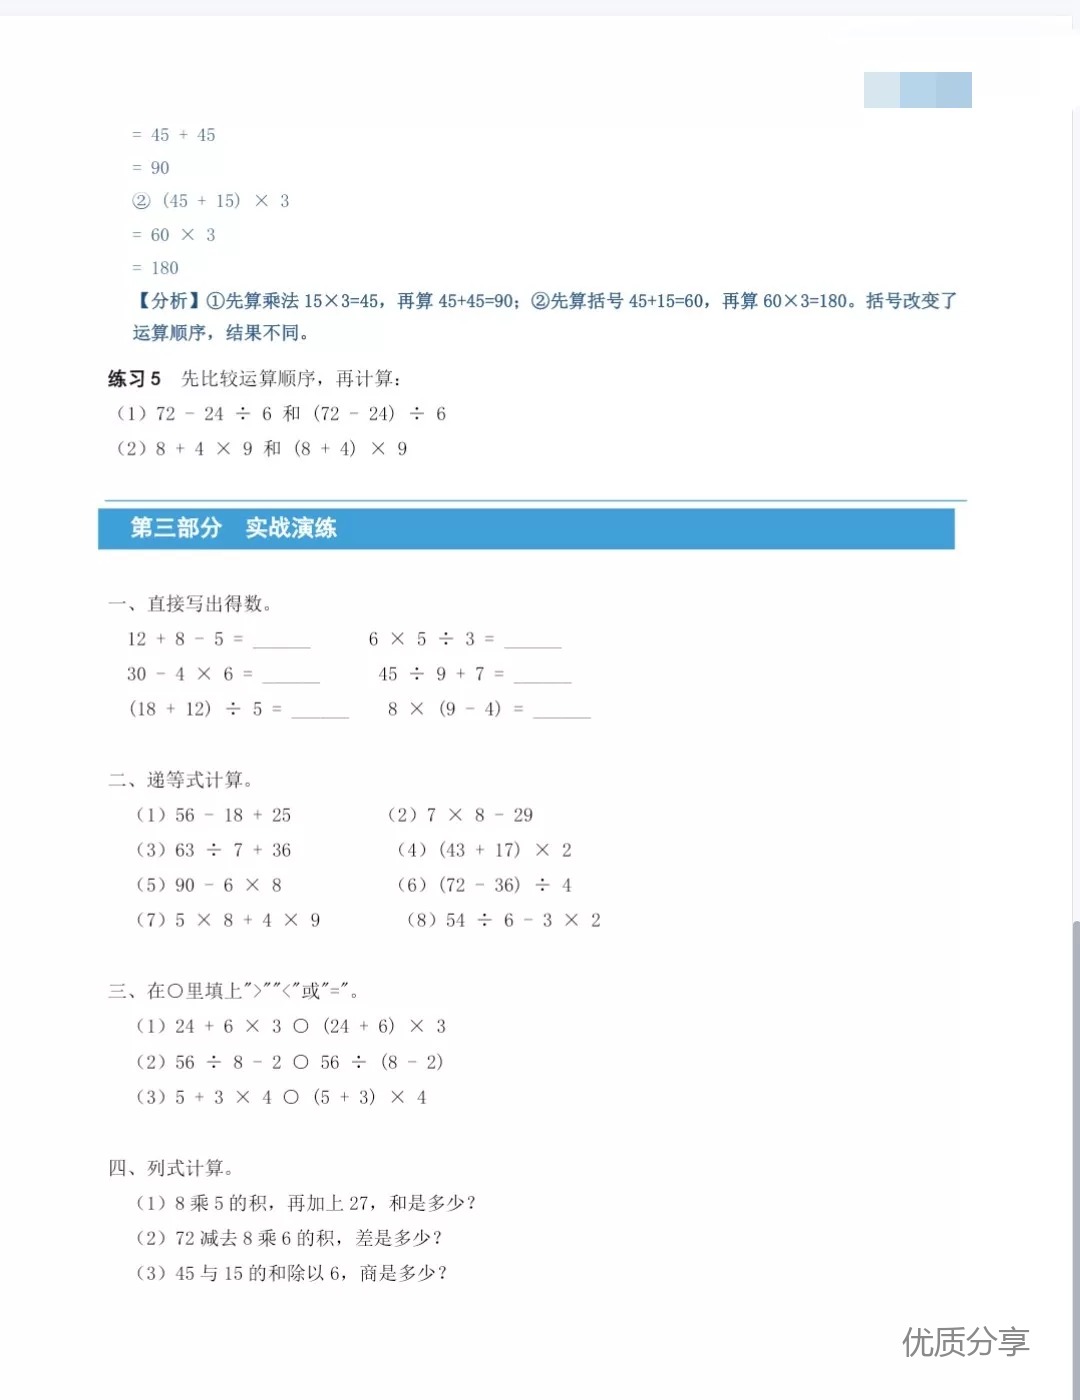 = 45 + 45
= 90
② (45 + 15) × 3
= 60 × 3
= 180
【分析】①先算乘法 15×3=45，再算 45+45=90；②先算括号 45+15=60，再算 60×3=180。括号改变了
运算顺序，结果不同。
练习 5 先比较运算顺序，再计算：
（1）72 - 24 ÷ 6 和 (72 - 24) ÷ 6
（2）8 + 4 × 9 和 (8 + 4) × 9
第三部分 实战演练
一、直接写出得数。
12 + 8 - 5 = ______ 6 × 5 ÷ 3 = ______
30 - 4 × 6 = ______ 45 ÷ 9 + 7 = ______
(18 + 12) ÷ 5 = ______ 8 × (9 - 4) = ______
二、递等式计算。
（1）56 - 18 + 25 （2）7 × 8 - 29
（3）63 ÷ 7 + 36 （4）(43 + 17) × 2
（5）90 - 6 × 8 （6）(72 - 36) ÷ 4
（7）5 × 8 + 4 × 9 （8）54 ÷ 6 - 3 × 2
三、在〇里填上">""<"或"="。
（1）24 + 6 × 3 〇 (24 + 6) × 3
（2）56 ÷ 8 - 2 〇 56 ÷ (8 - 2)
（3）5 + 3 × 4 〇 (5 + 3) × 4
四、列式计算。
（1）8 乘 5 的积，再加上 27，和是多少？
（2）72 减去 8 乘 6 的积，差是多少？
（3）45 与 15 的和除以 6，商是多少？
优质分享